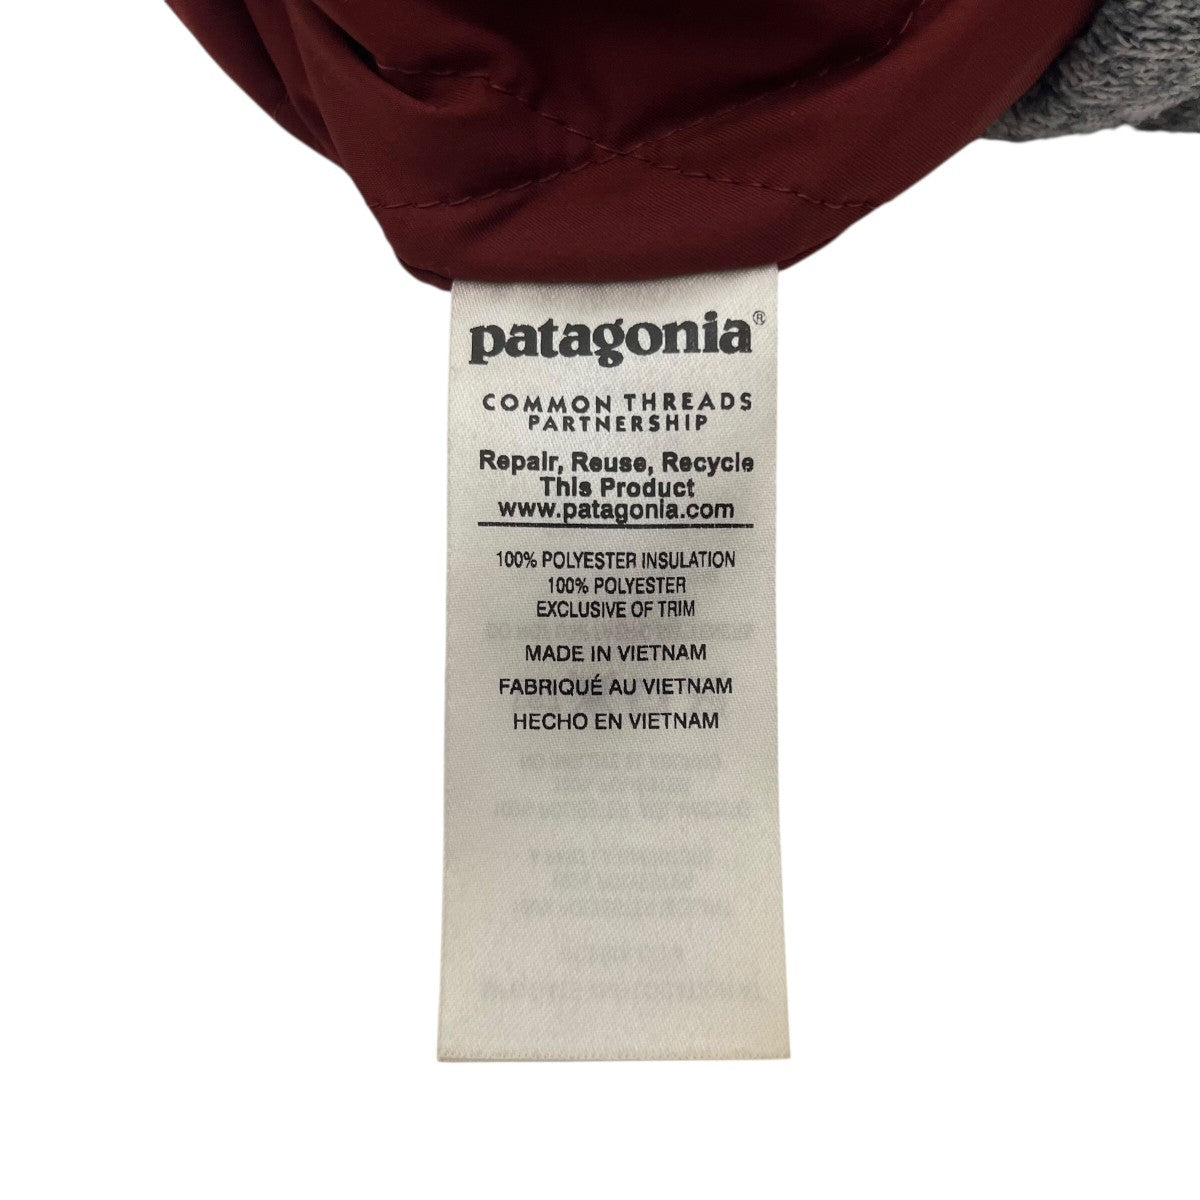 patagonia®
COMMON THREADS
PARTNERSHIP
Repair, Reuse, Recycle
This Product
www.patagonia.com
100% POLYESTER INSULATION
100% POLYESTER
EXCLUSIVE OF TRIM
MADE IN VIETNAM
FABRIQUÉ AU VIETNAM
HECHO EN VIETNAM